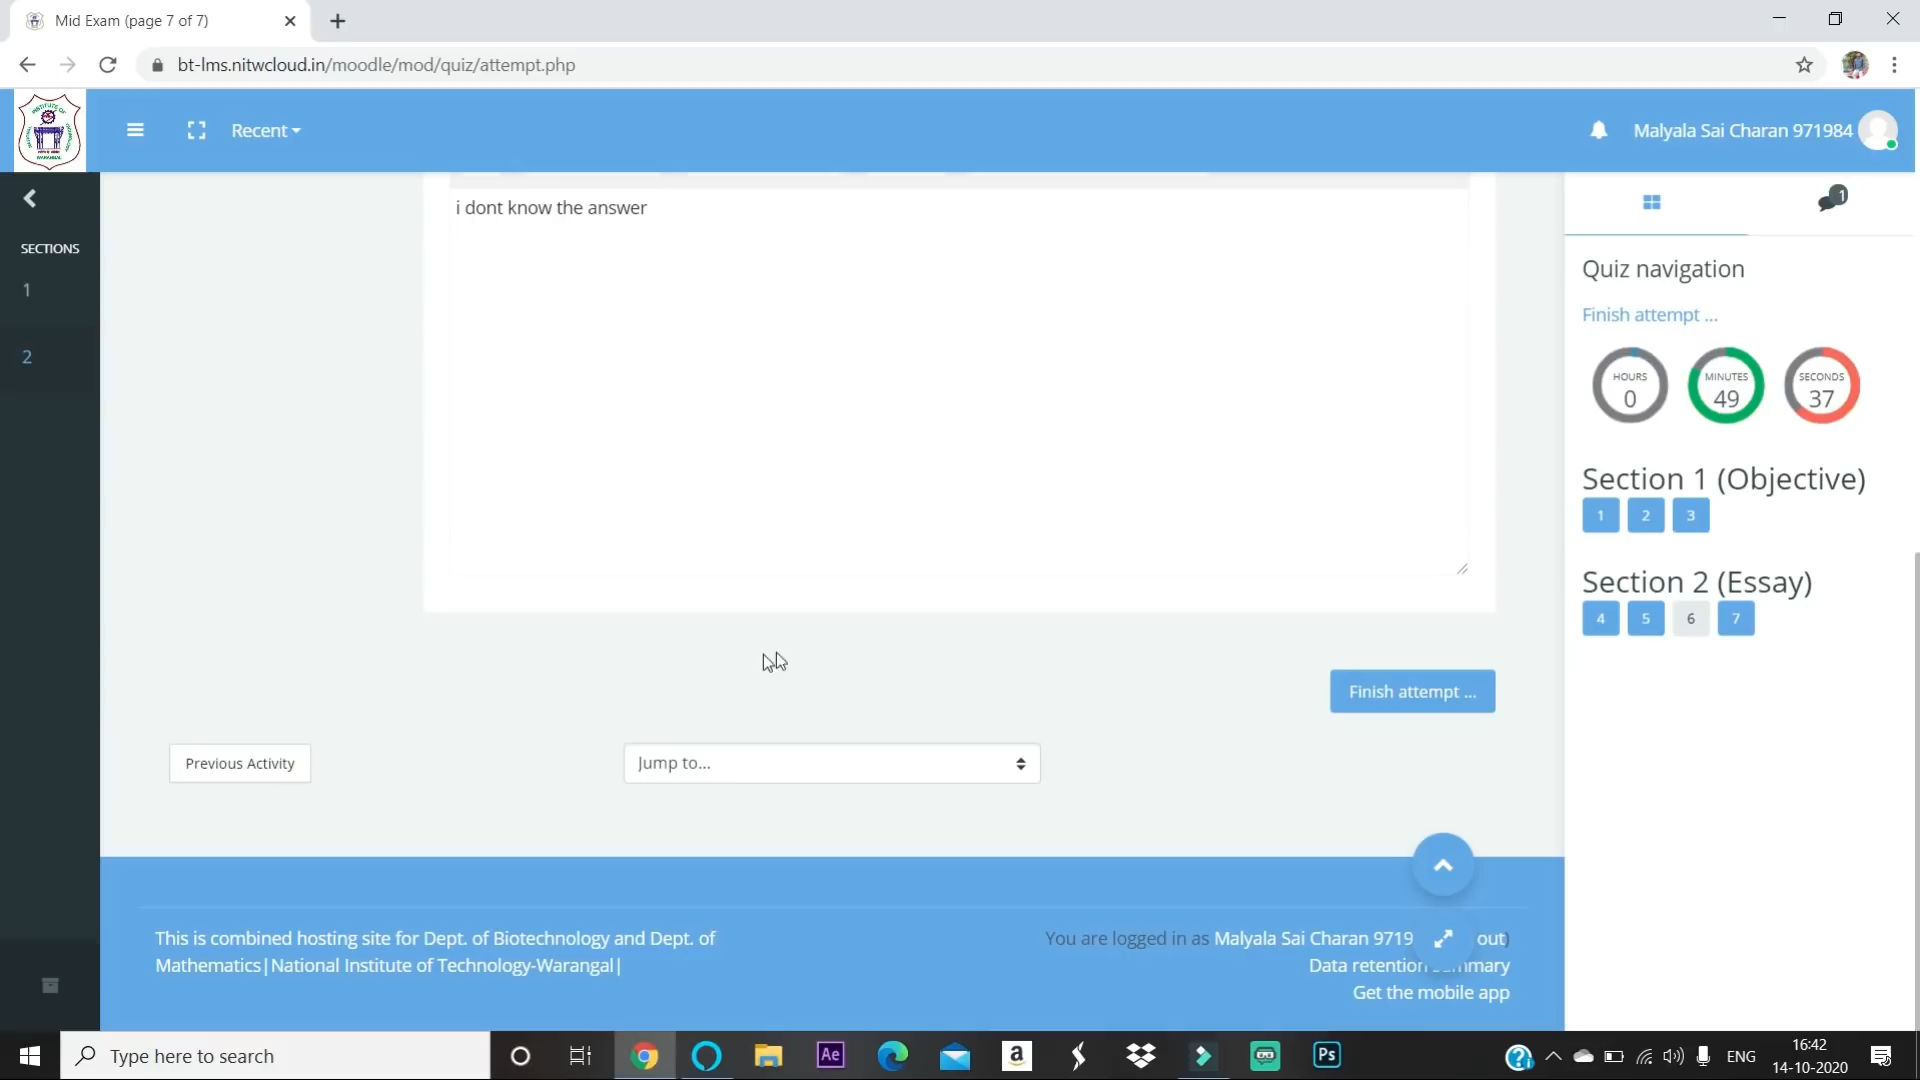 Mid Exam (page 7 of 7)
bt-lms.nitwcloud.in/moodle/mod/quiz/attempt.php
Recent
Malyala Sai Charan 971984
SECTIONS
1
2
i dont know the answer
1
Quiz navigation
Finish attempt ...
HOURS
0
MINUTES
49
SECONDS
37
Section 1 (Objective)
1 2 3
Section 2 (Essay)
4 5 6 7
Finish attempt ...
Previous Activity
Jump to...
This is combined hosting site for Dept. of Biotechnology and Dept. of
Mathematics|National Institute of Technology-Warangal|
You are logged in as Malyala Sai Charan 9719 out)
Data retention summary
Get the mobile app
Type here to search
Ae
a
Ps
ENG
16:42
14-10-2020